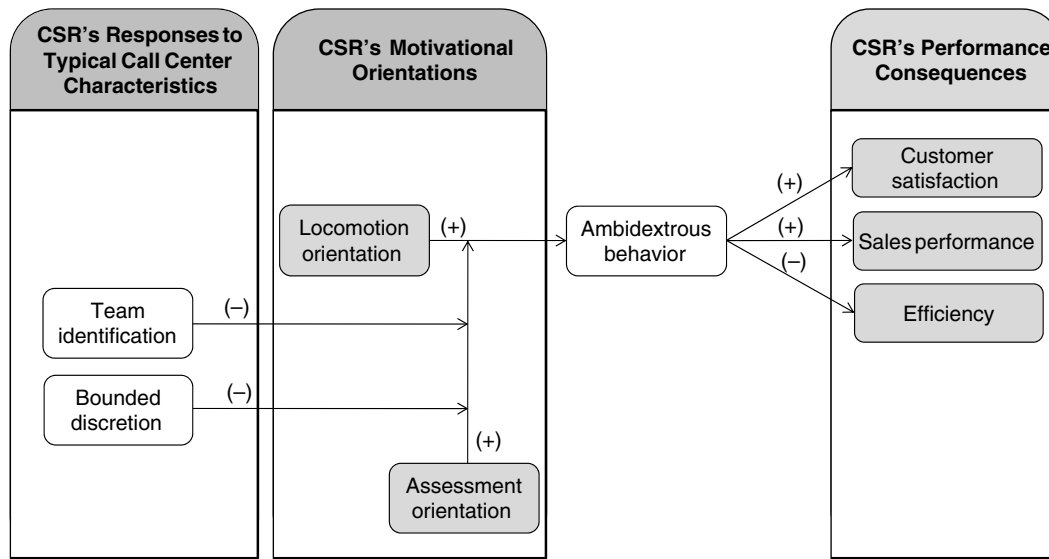 CSR's Responses to
Typical Call Center
Characteristics
CSR's Motivational
Orientations
CSR's Performance
Consequences
Customer
satisfaction
(+)
Locomotion
orientation
(+)
Ambidextrous
behavior
(+)
Sales performance
(–)
Team
identification
(–)
Efficiency
Bounded
discretion
(–)
(+)
Assessment
orientation